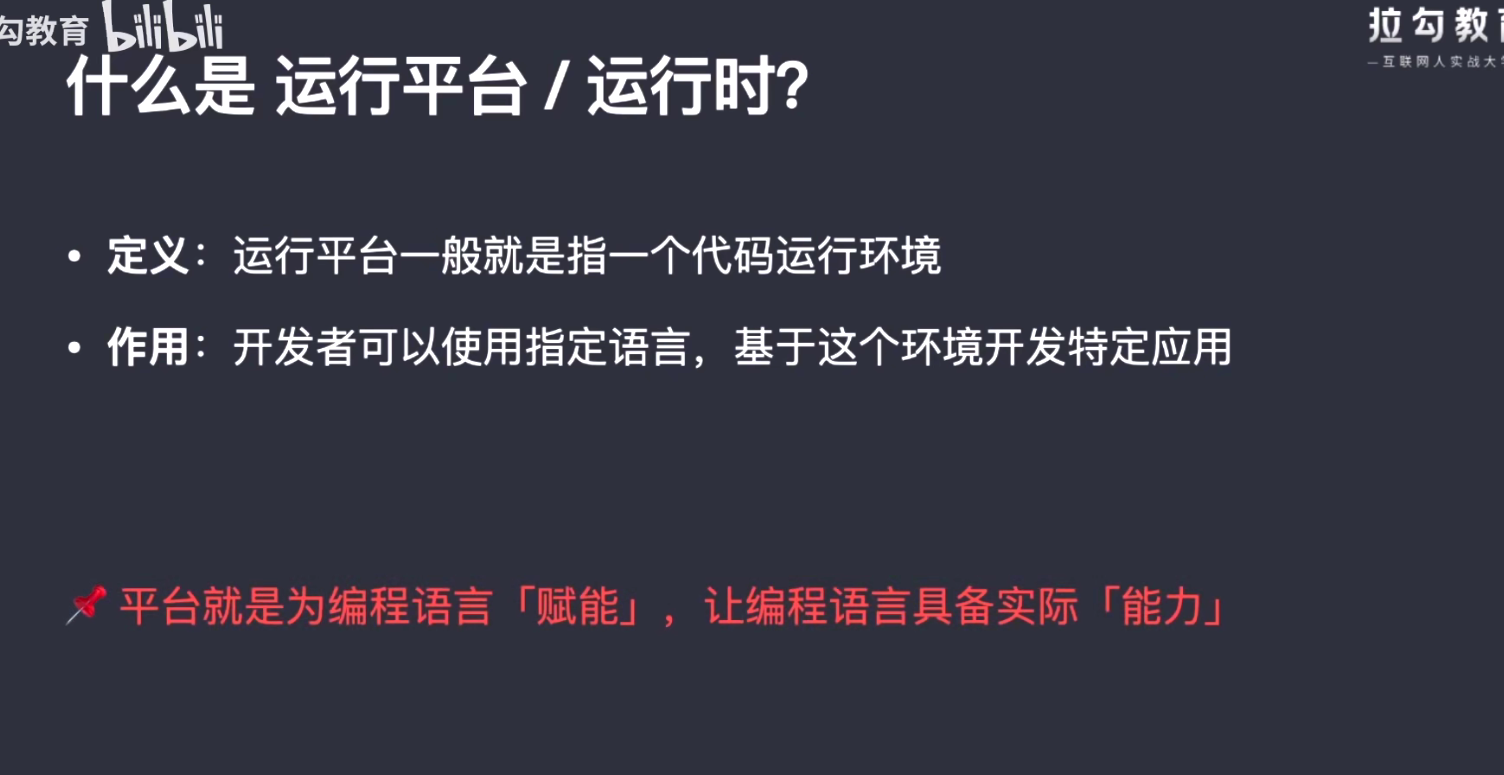 勾教育 bilibili
拉勾教育
—互联网人实战大学
什么是 运行平台 / 运行时?
• 定义：运行平台一般就是指一个代码运行环境
• 作用：开发者可以使用指定语言，基于这个环境开发特定应用
📌 平台就是为编程语言「赋能」，让编程语言具备实际「能力」